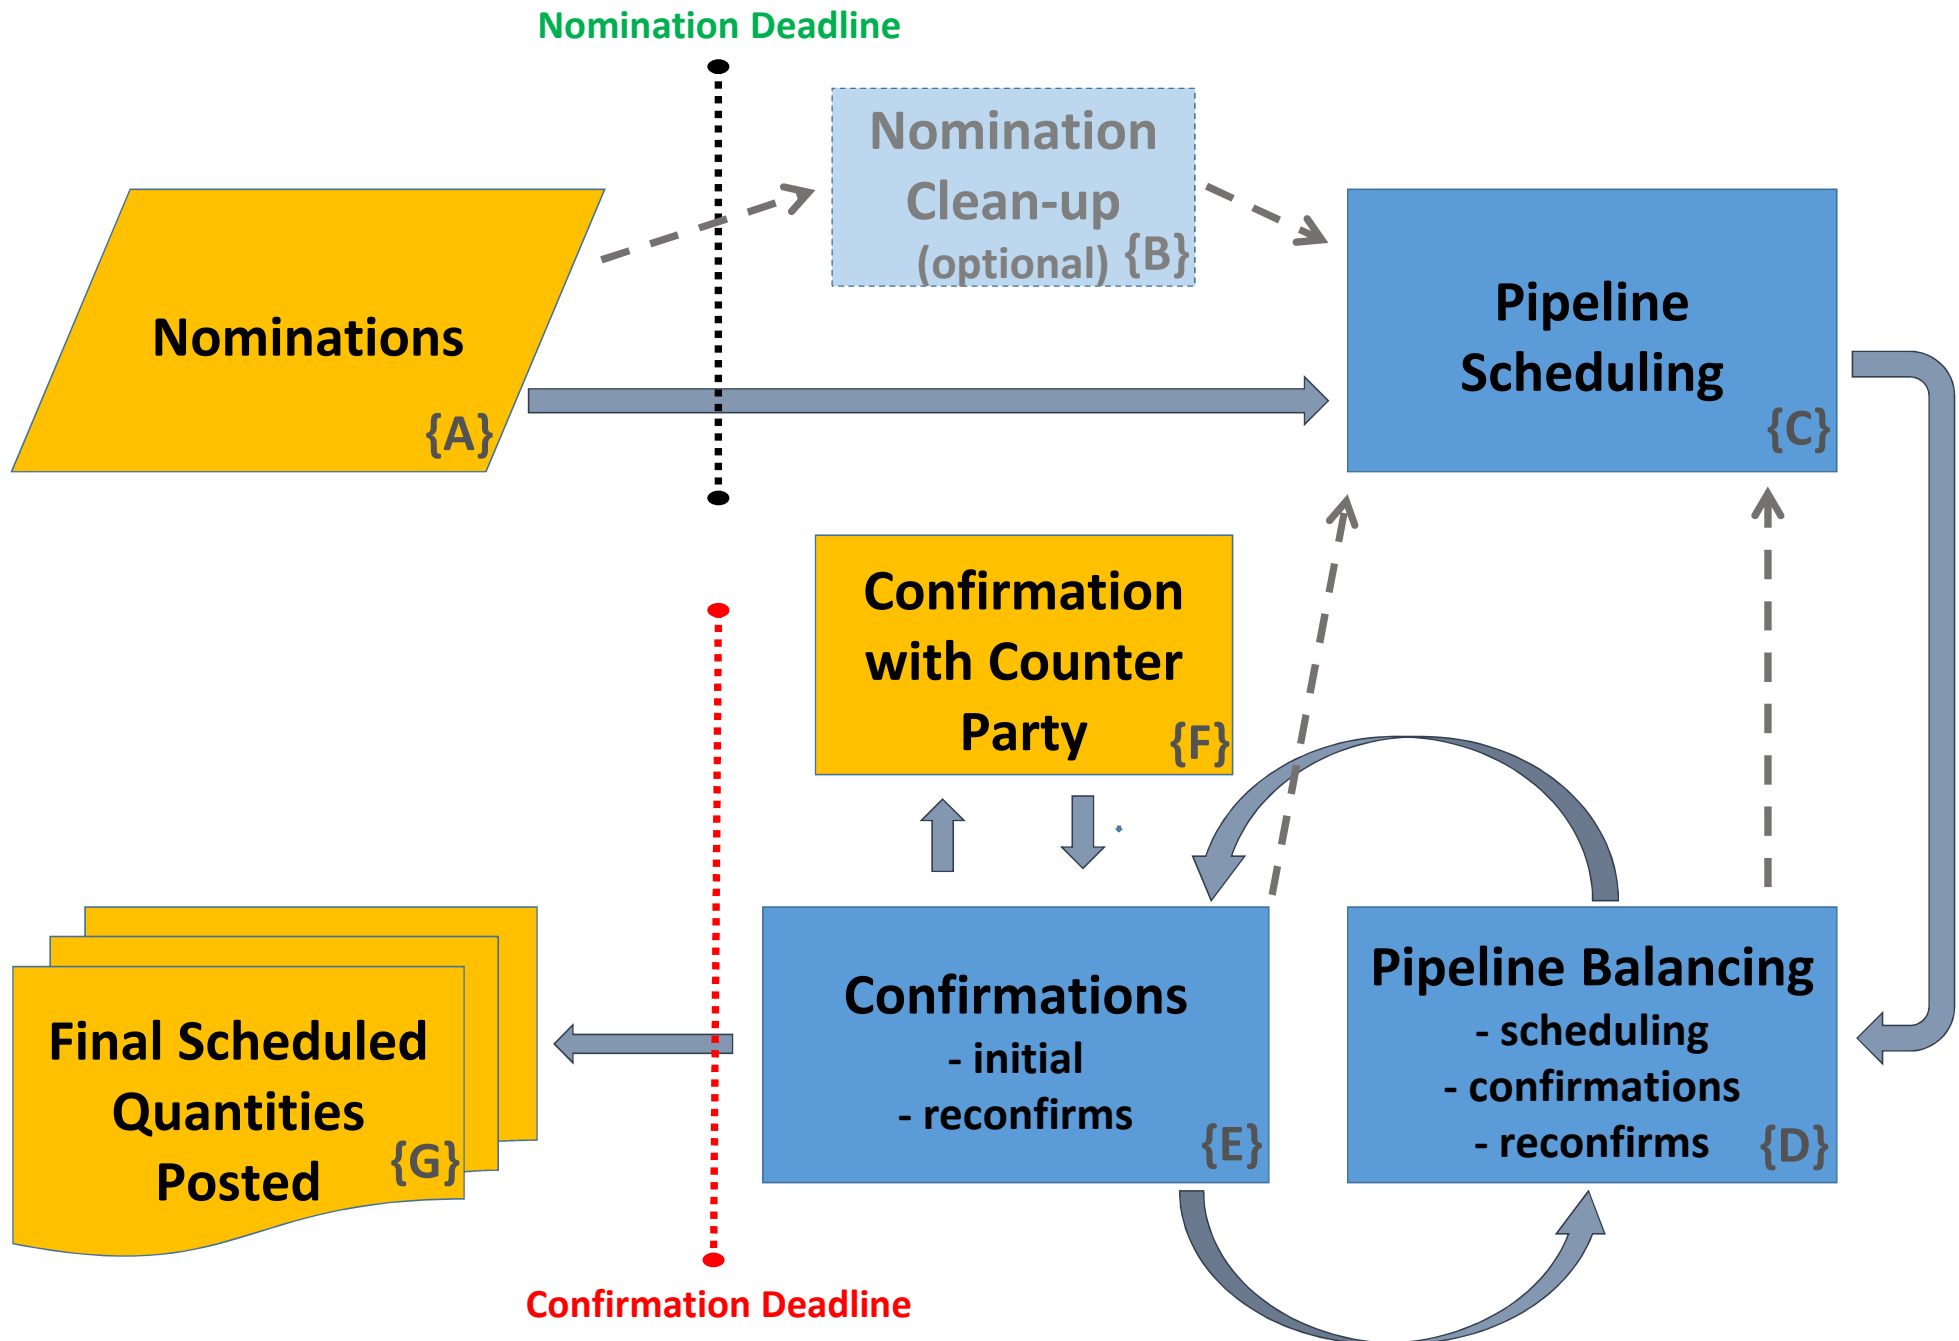 Nomination Deadline
Nomination
Clean-up
(optional) {B}
Nominations
{A}
Pipeline
Scheduling
{C}
Confirmation
with Counter
Party
{F}
Final Scheduled
Quantities
Posted
{G}
Confirmations
- initial
- reconfirms
{E}
Pipeline Balancing
- scheduling
- confirmations
- reconfirms
{D}
Confirmation Deadline